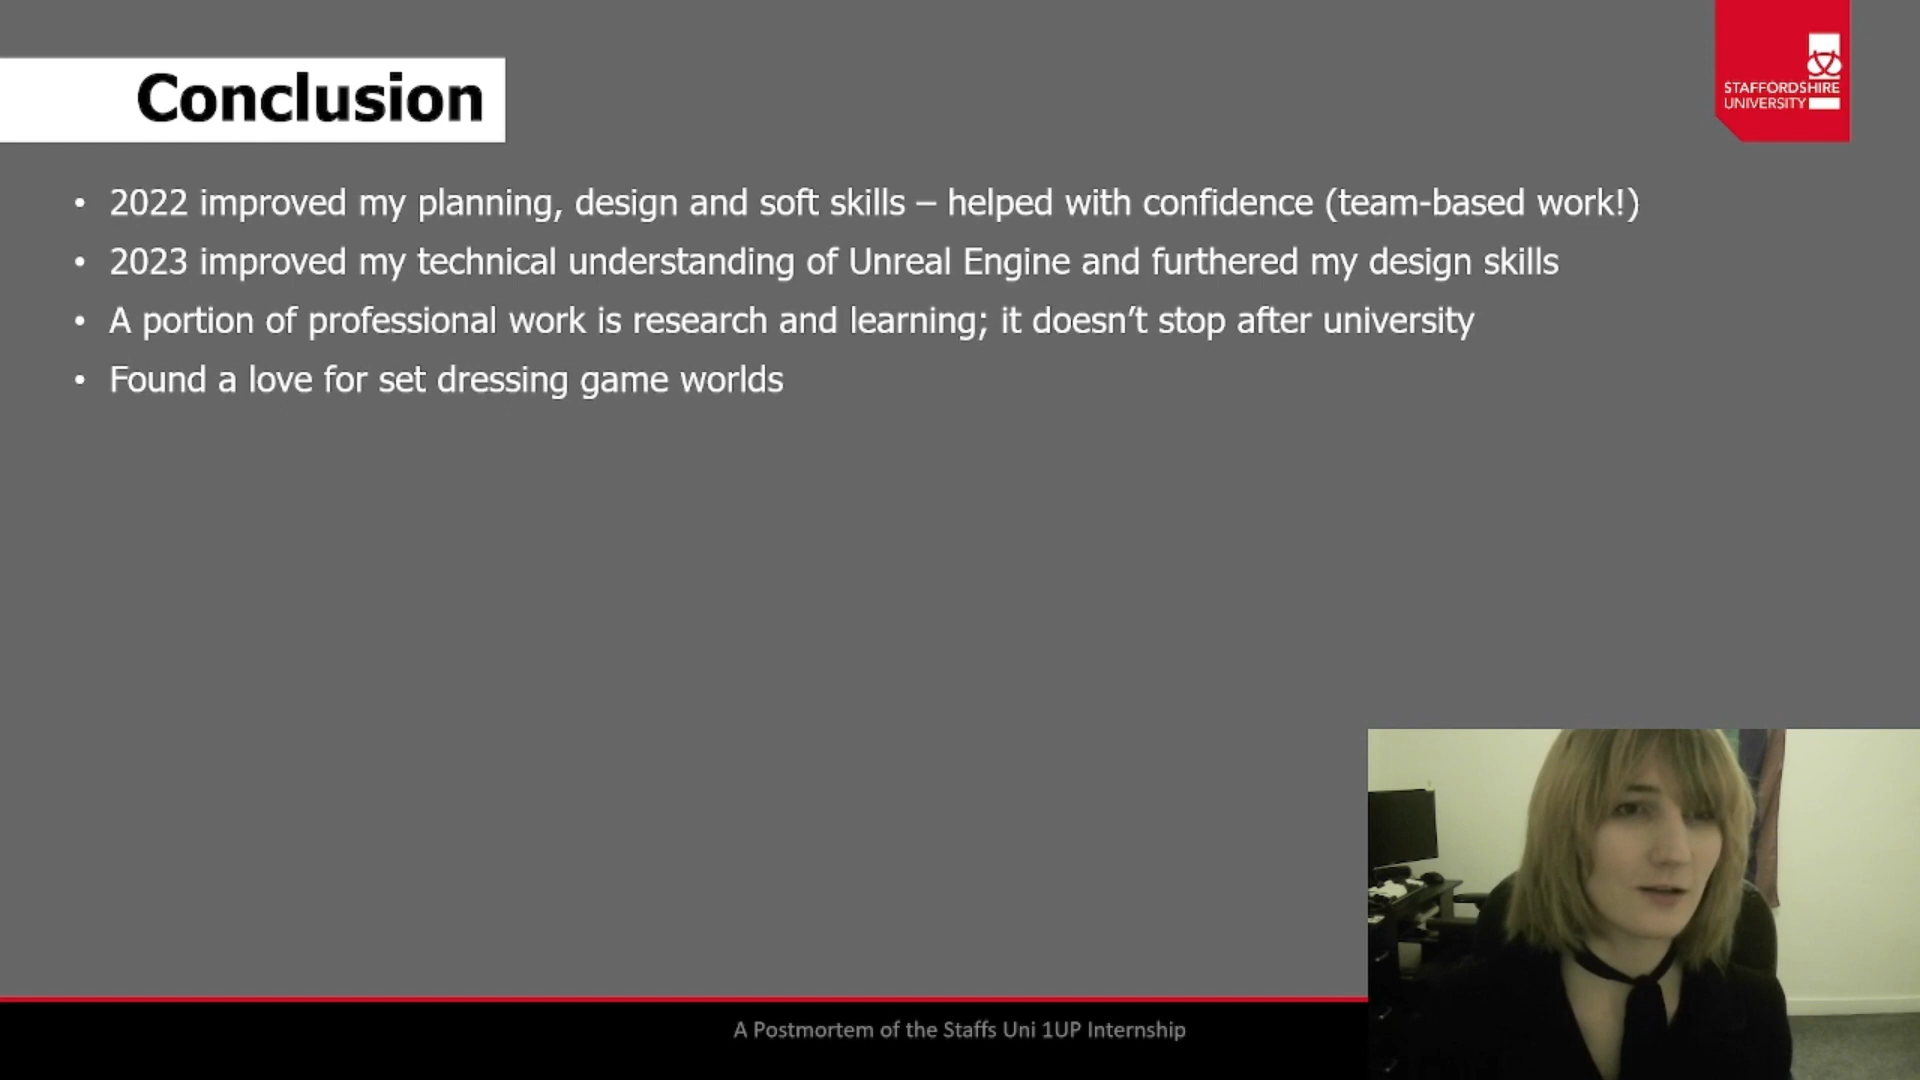 Conclusion
STAFFORDSHIRE
UNIVERSITY
• 2022 improved my planning, design and soft skills – helped with confidence (team-based work!)
• 2023 improved my technical understanding of Unreal Engine and furthered my design skills
• A portion of professional work is research and learning; it doesn’t stop after university
• Found a love for set dressing game worlds
A Postmortem of the Staffs Uni 1UP Internship